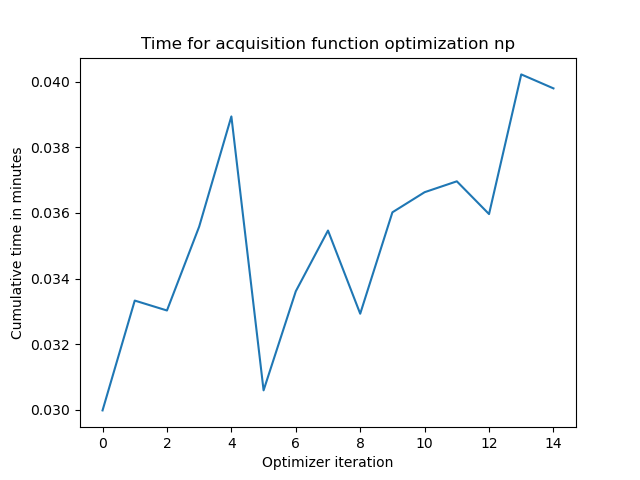 Time for acquisition function optimization np
Cumulative time in minutes
0.040
0.038
0.036
0.034
0.032
0.030
0 2 4 6 8 10 12 14
Optimizer iteration